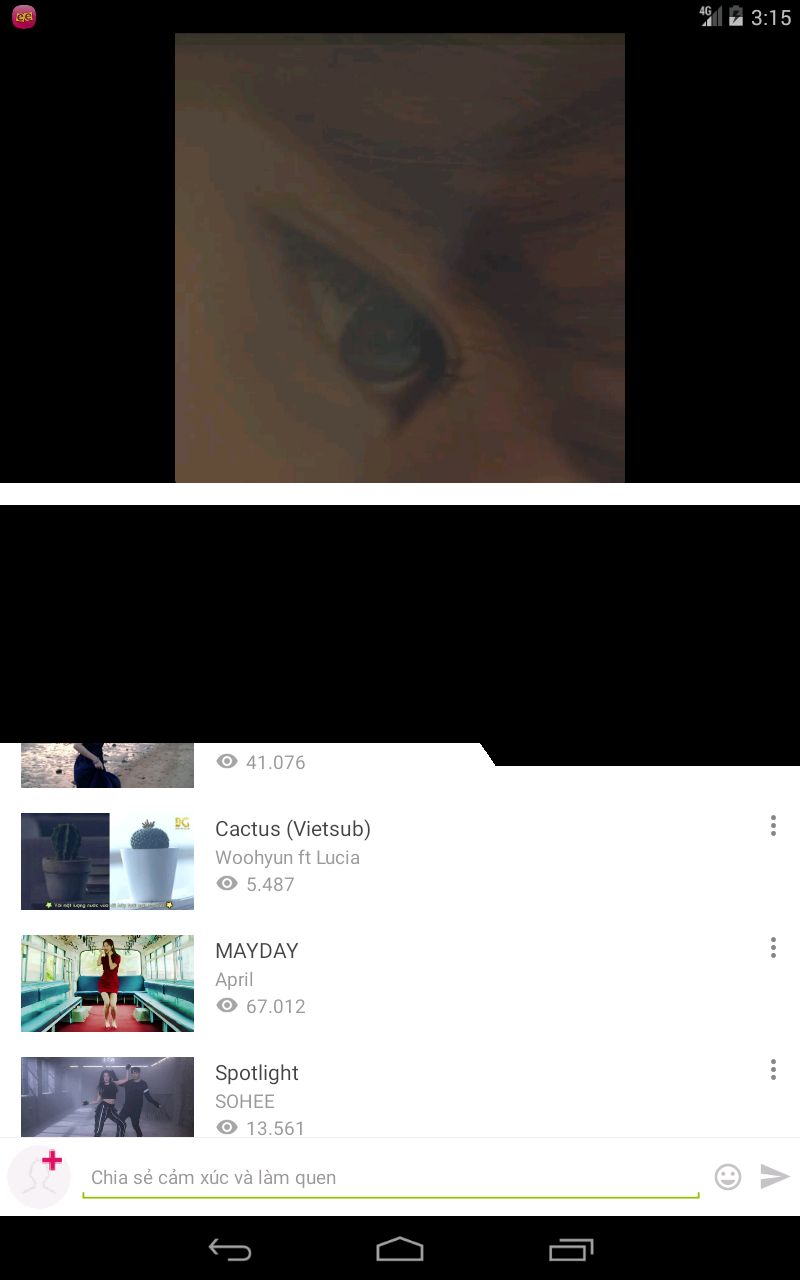 4G 3:15
41.076
BG
Cactus (Vietsub)
Woohyun ft Lucia
5.487
MAYDAY
April
67.012
Spotlight
SOHEE
13.561
Chia sẻ cảm xúc và làm quen